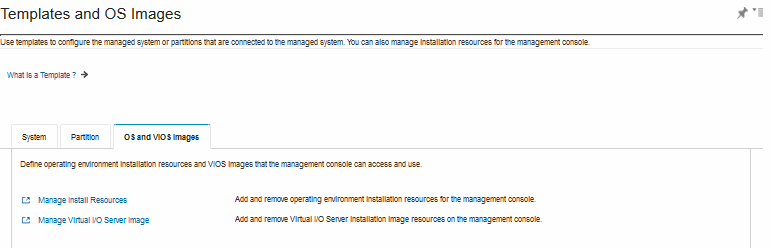 Templates and OS Images
Use templates to configure the managed system or partitions that are connected to the managed system. You can also manage installation resources for the management console.
What is a Template ?
System Partition OS and VIOS Images
Define operating environment installation resources and VIOS images that the management console can access and use.
Manage Install Resources Add and remove operating environment installation resources for the management console.
Manage Virtual I/O Server Image Add and remove Virtual I/O Server installation image resources on the management console.